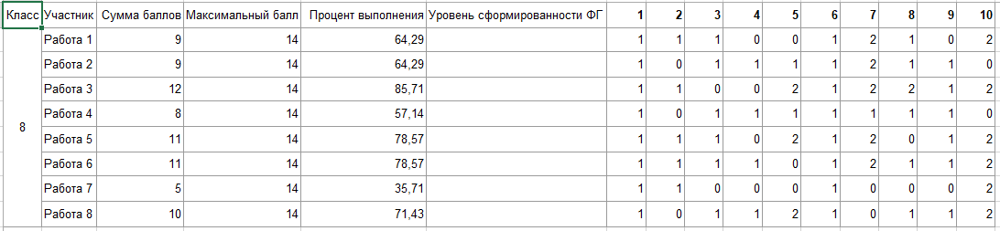 Класс Участник Сумма баллов Максимальный балл Процент выполнения Уровень сформированности ФГ 1 2 3 4 5 6 7 8 9 10
Работа 1 9 14 64,29 1 1 1 0 0 1 2 1 0 2
Работа 2 9 14 64,29 1 0 1 1 1 1 2 1 1 0
Работа 3 12 14 85,71 1 1 0 0 2 1 2 2 1 2
Работа 4 8 14 57,14 1 0 1 1 1 1 1 1 1 0
8
Работа 5 11 14 78,57 1 1 1 0 2 1 2 0 1 2
Работа 6 11 14 78,57 1 1 1 1 0 1 2 1 1 2
Работа 7 5 14 35,71 1 1 0 0 0 1 0 0 0 2
Работа 8 10 14 71,43 1 0 1 1 2 1 0 1 1 2